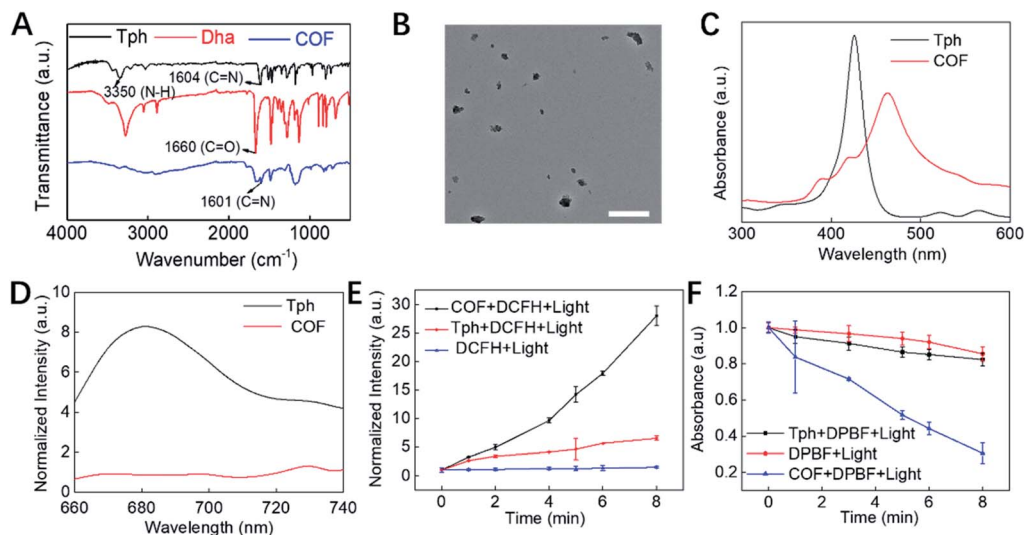 A
Tph Dha COF
Transmittance (a.u.)
3350 (N-H)
1604 (C=N)
1660 (C=O)
1601 (C=N)
4000 3000 2000 1000
Wavenumber (cm⁻¹)
B
C
Absorbance (a.u.)
Tph
COF
300 400 500 600
Wavelength (nm)
D
Normalized Intensity (a.u.)
10
8
6
4
2
0
Tph
COF
660 680 700 720 740
Wavelength (nm)
E
Normalized Intensity (a.u.)
30
25
20
15
10
5
0
COF+DCFH+Light
Tph+DCFH+Light
DCFH+Light
0 2 4 6 8
Time (min)
F
Absorbance (a.u)
1.2
1.0
0.8
0.6
0.4
0.2
Tph+DPBF+Light
DPBF+Light
COF+DPBF+Light
0 2 4 6 8
Time (min)